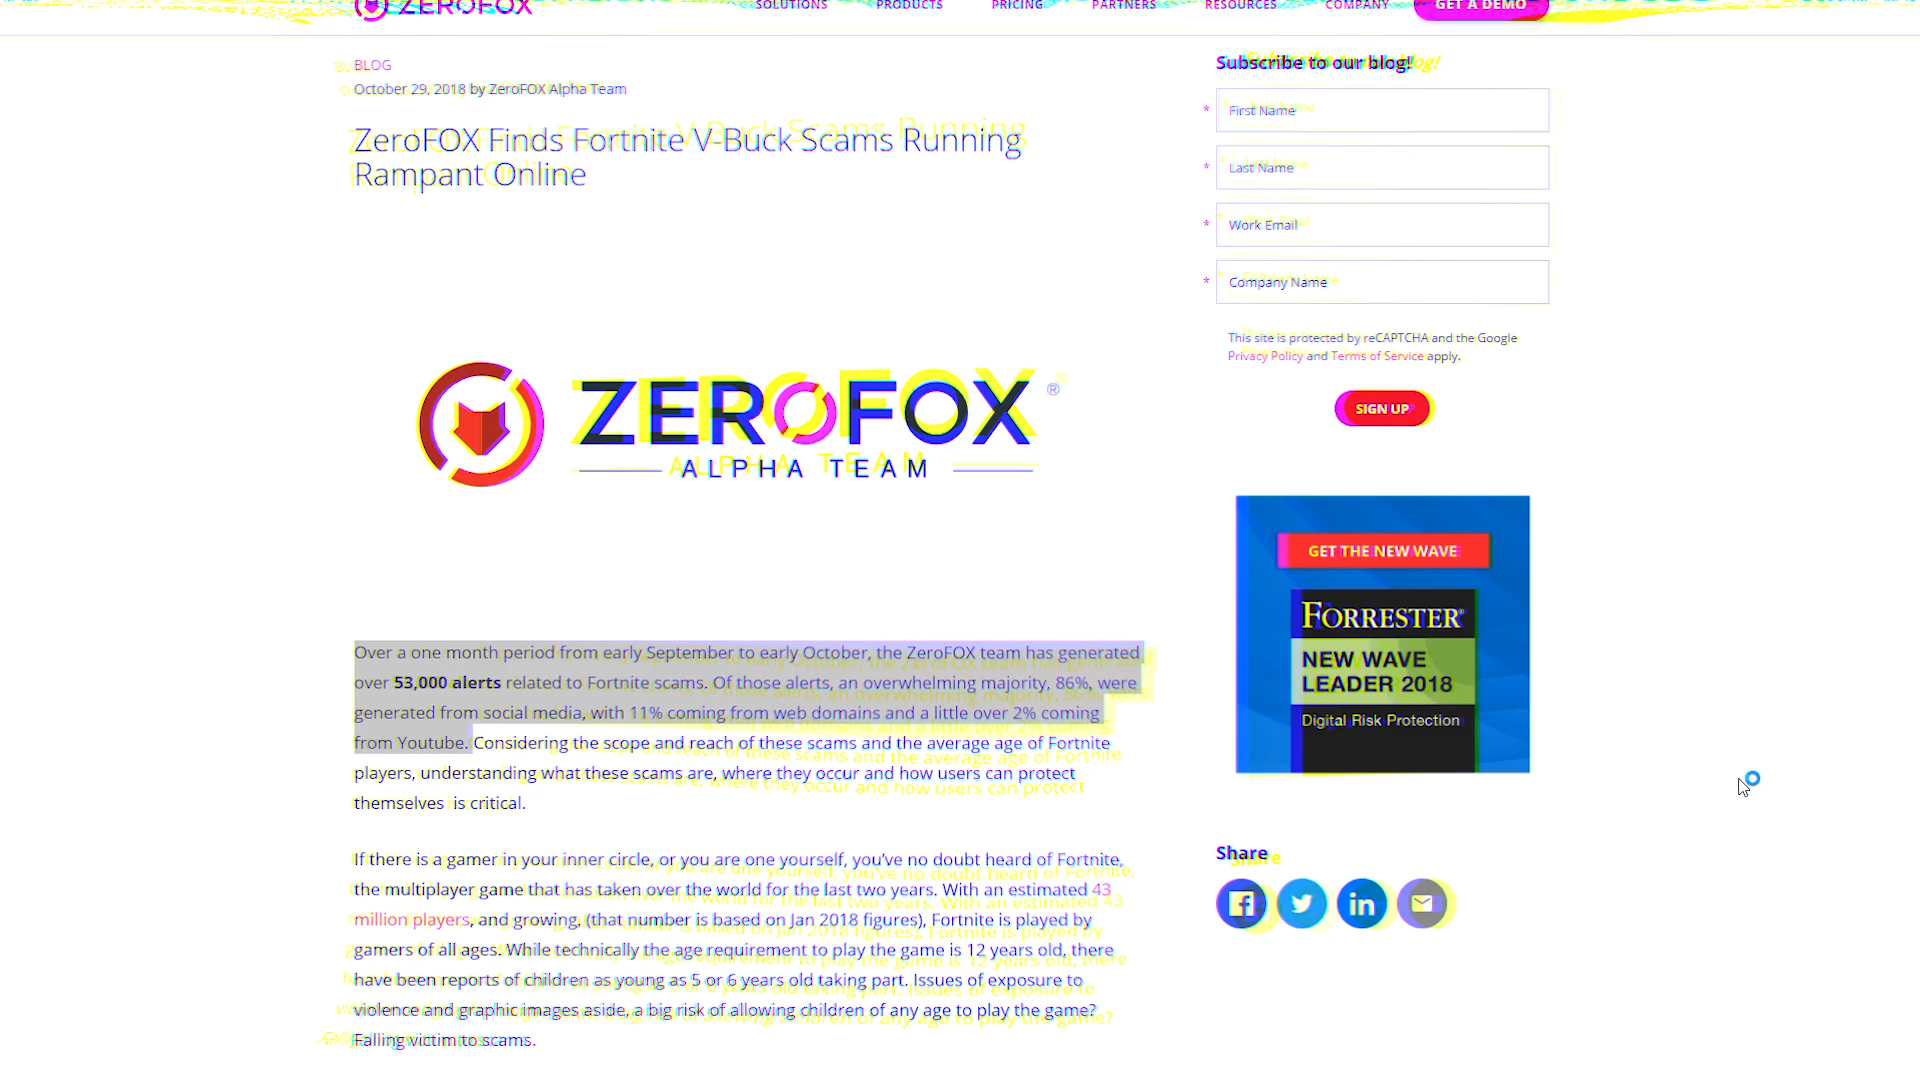 ZEROFOX
SOLUTIONS PRODUCTS PRICING PARTNERS RESOURCES COMPANY GET A DEMO
BLOG
October 29, 2018 by ZeroFOX Alpha Team
ZeroFOX Finds Fortnite V-Buck Scams Running
Rampant Online
ZEROFOX®
ALPHA TEAM
Over a one month period from early September to early October, the ZeroFOX team has generated
over 53,000 alerts related to Fortnite scams. Of those alerts, an overwhelming majority, 86%, were
generated from social media, with 11% coming from web domains and a little over 2% coming
from Youtube. Considering the scope and reach of these scams and the average age of Fortnite
players, understanding what these scams are, where they occur and how users can protect
themselves is critical.
If there is a gamer in your inner circle, or you are one yourself, you’ve no doubt heard of Fortnite,
the multiplayer game that has taken over the world for the last two years. With an estimated 43
million players, and growing, (that number is based on Jan 2018 figures), Fortnite is played by
gamers of all ages. While technically the age requirement to play the game is 12 years old, there
have been reports of children as young as 5 or 6 years old taking part. Issues of exposure to
violence and graphic images aside, a big risk of allowing children of any age to play the game?
Falling victim to scams.
Subscribe to our blog!
* First Name
* Last Name
* Work Email
* Company Name
This site is protected by reCAPTCHA and the Google
Privacy Policy and Terms of Service apply.
SIGN UP
GET THE NEW WAVE
FORRESTER®
NEW WAVE
LEADER 2018
Digital Risk Protection
Share